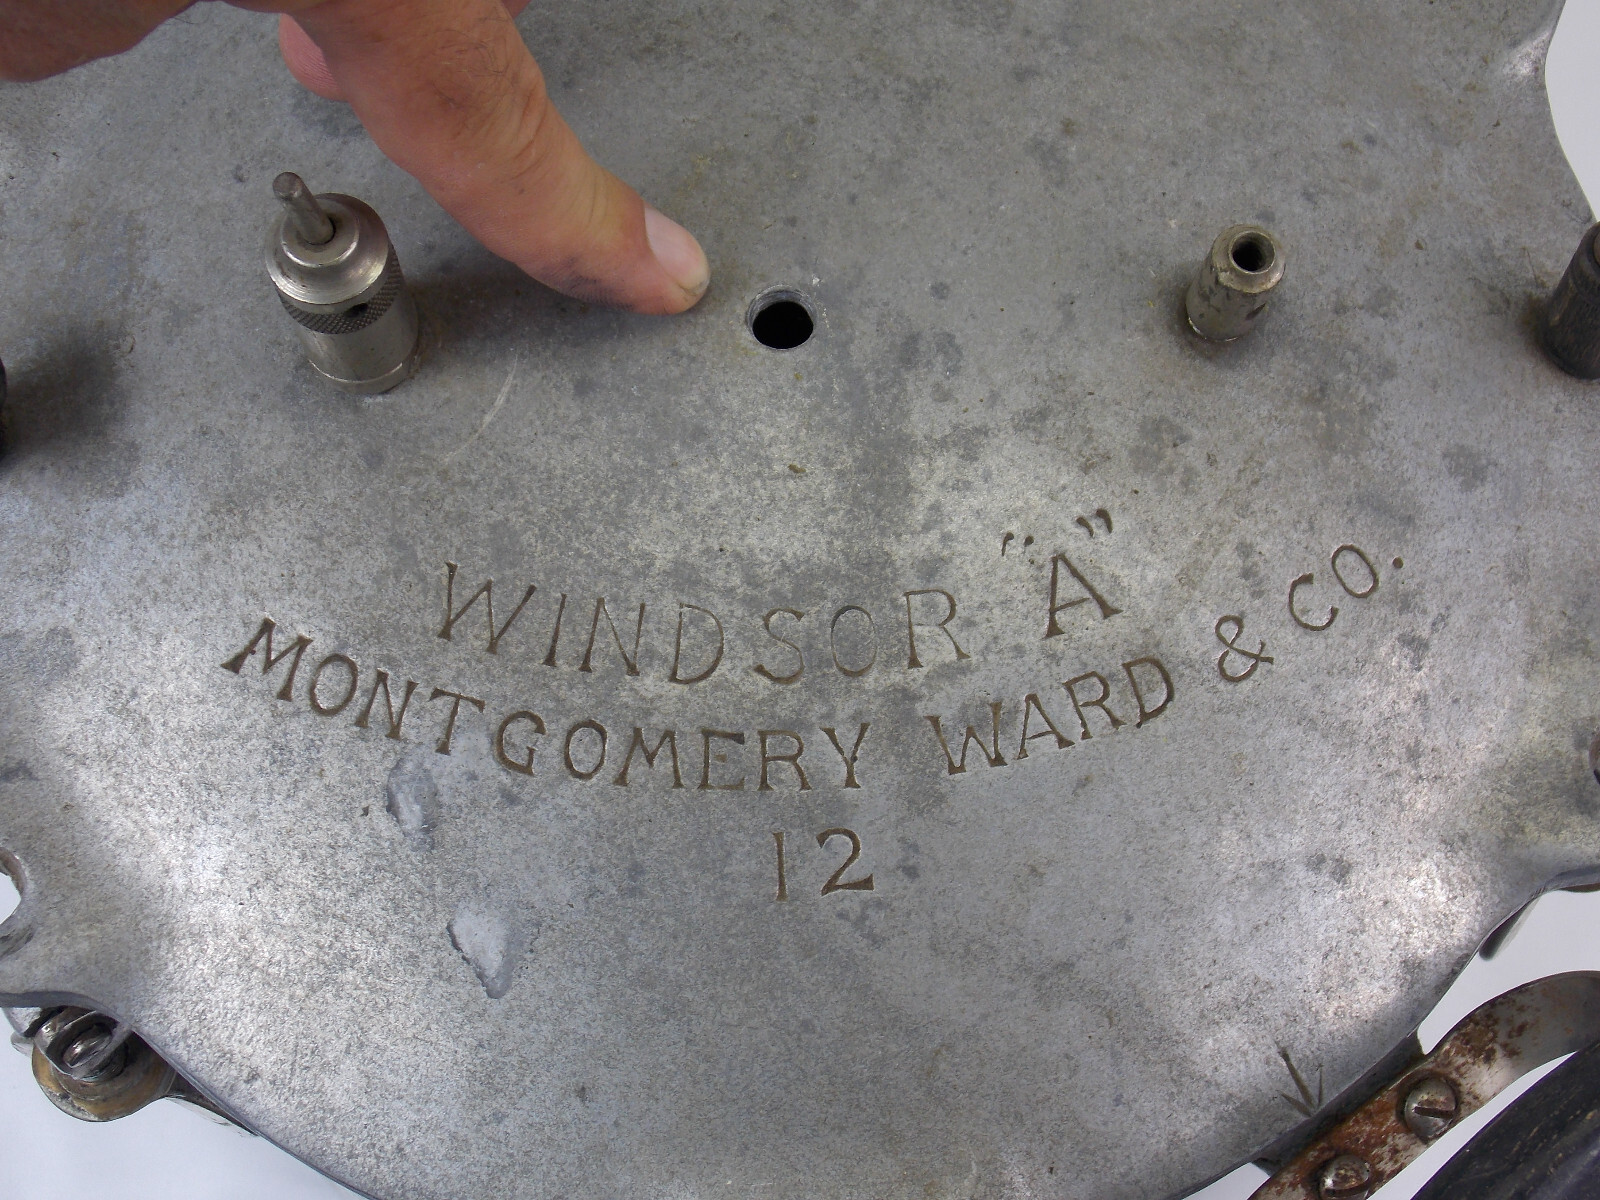 WINDSOR "A"
MONTGOMERY WARD & CO.
12